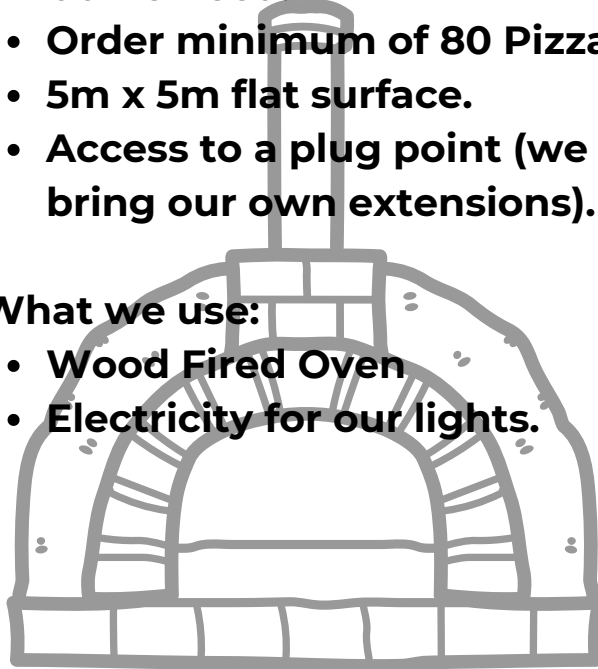 • Order minimum of 80 Pizza
• 5m x 5m flat surface.
• Access to a plug point (we
bring our own extensions).
What we use:
• Wood Fired Oven
• Electricity for our lights.